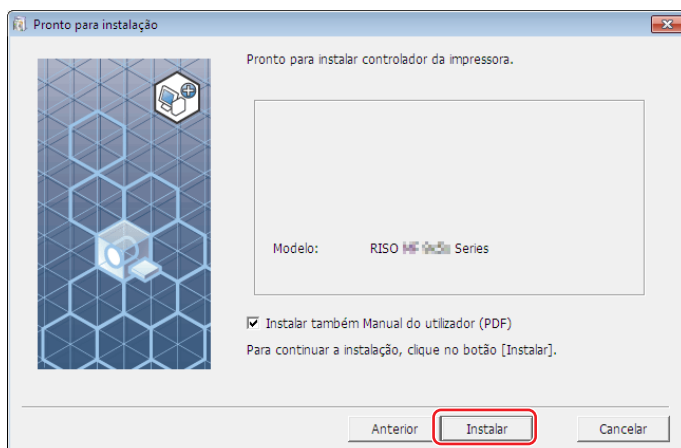 Pronto para instalação
Pronto para instalar controlador da impressora.
Modelo: RISO Series
Instalar também Manual do utilizador (PDF)
Para continuar a instalação, clique no botão [Instalar].
Anterior Instalar Cancelar